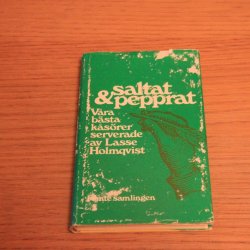 saltat
& pepprat
Våra
bästa
kåsörer
serverade
av Lasse
Holmqvist
samlingen